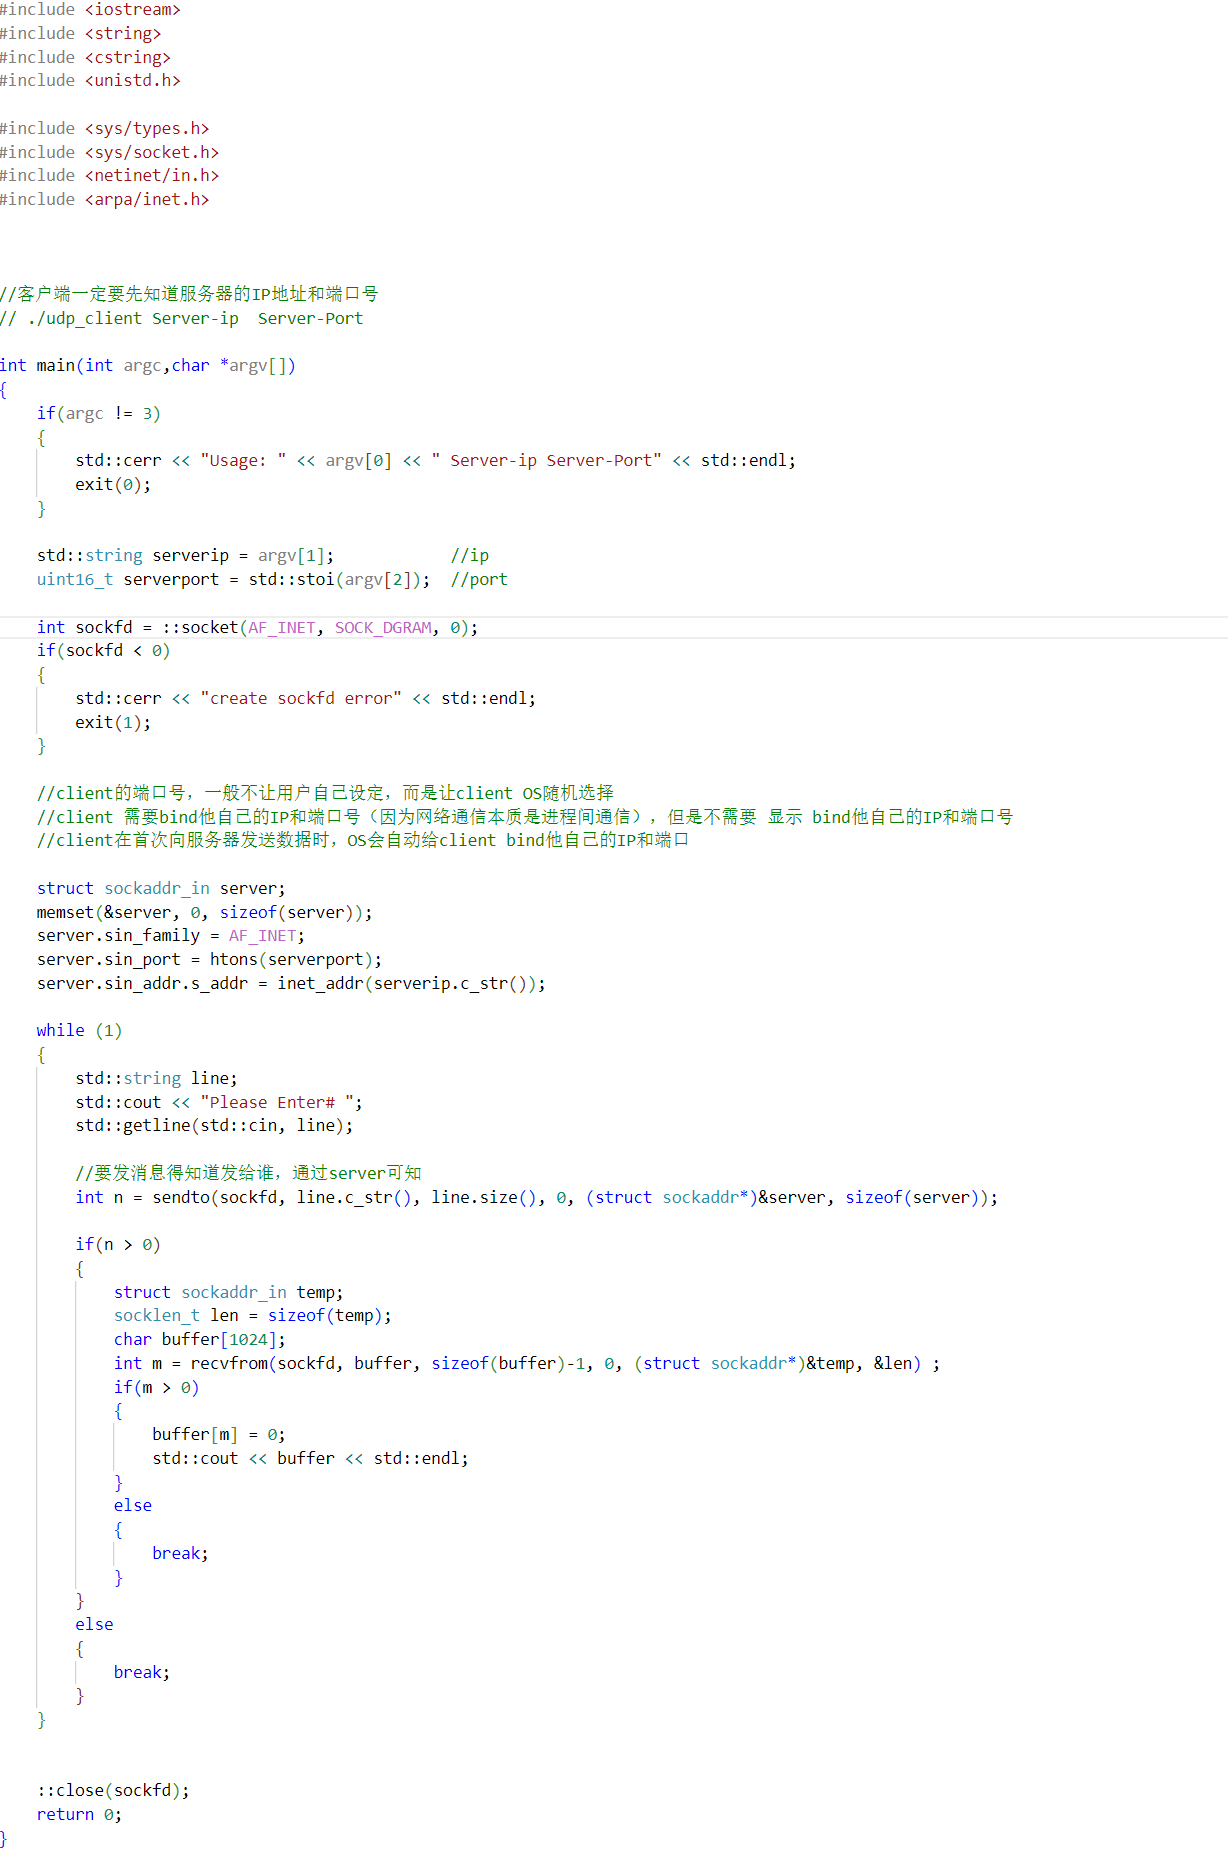 #include <iostream>
#include <string>
#include <cstring>
#include <unistd.h>
#include <sys/types.h>
#include <sys/socket.h>
#include <netinet/in.h>
#include <arpa/inet.h>
//客户端一定要先知道服务器的IP地址和端口号
// ./udp_client Server-ip  Server-Port
int main(int argc,char *argv[])
{
    if(argc != 3)
    {
        std::cerr << "Usage: " << argv[0] << " Server-ip Server-Port" << std::endl;
        exit(0);
    }
    std::string serverip = argv[1];            //ip
    uint16_t serverport = std::stoi(argv[2]);  //port
    int sockfd = ::socket(AF_INET, SOCK_DGRAM, 0);
    if(sockfd < 0)
    {
        std::cerr << "create sockfd error" << std::endl;
        exit(1);
    }
    //client的端口号，一般不让用户自己设定，而是让client OS随机选择
    //client 需要bind他自己的IP和端口号（因为网络通信本质是进程间通信），但是不需要 显示 bind他自己的IP和端口号
    //client在首次向服务器发送数据时，OS会自动给client bind他自己的IP和端口
    struct sockaddr_in server;
    memset(&server, 0, sizeof(server));
    server.sin_family = AF_INET;
    server.sin_port = htons(serverport);
    server.sin_addr.s_addr = inet_addr(serverip.c_str());
    while (1)
    {
        std::string line;
        std::cout << "Please Enter# ";
        std::getline(std::cin, line);
        //要发消息得知道发给谁，通过server可知
        int n = sendto(sockfd, line.c_str(), line.size(), 0, (struct sockaddr*)&server, sizeof(server));
        if(n > 0)
        {
            struct sockaddr_in temp;
            socklen_t len = sizeof(temp);
            char buffer[1024];
            int m = recvfrom(sockfd, buffer, sizeof(buffer)-1, 0, (struct sockaddr*)&temp, &len) ;
            if(m > 0)
            {
                buffer[m] = 0;
                std::cout << buffer << std::endl;
            }
            else
            {
                break;
            }
        }
        else
        {
            break;
        }
    }
    ::close(sockfd);
    return 0;
}